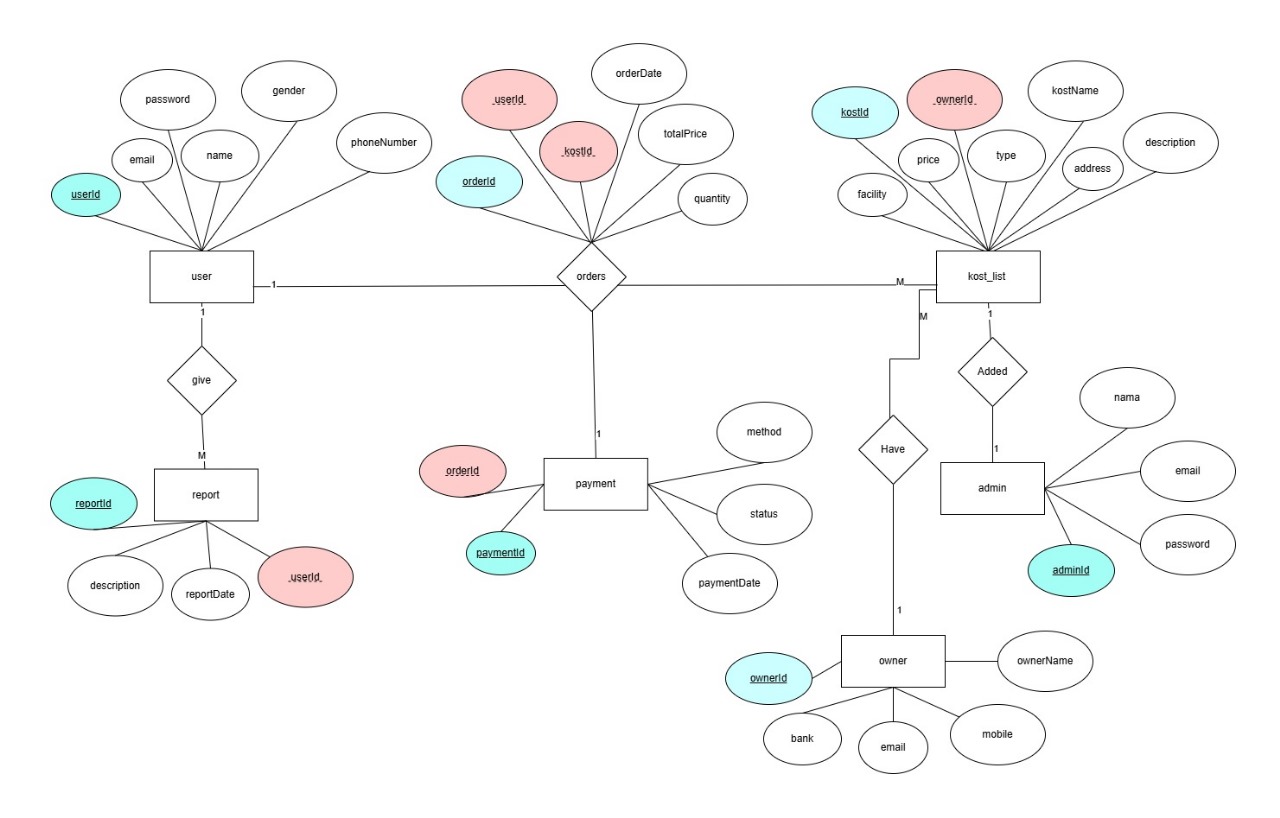 gender
password
phoneNumber
email
name
userId
user
orderDate
userId
totalPrice
kostId
orderId
quantity
orders
kostName
ownerId
kostId
type
description
price
address
facility
kost_list
1
M
1
give
M
report
reportId
description
reportDate
userId
1
method
orderId
payment
status
paymentId
paymentDate
M
1
Added
1
nama
email
admin
password
adminId
Have
1
owner
ownerName
ownerId
bank
email
mobile